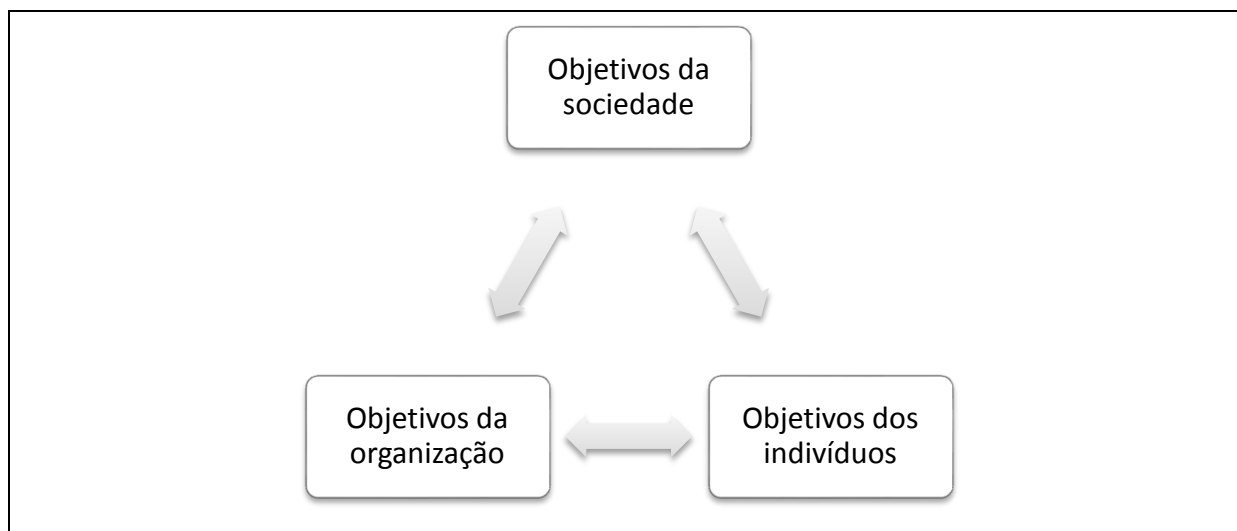 Objetivos da
sociedade
Objetivos da
organização
Objetivos dos
indivíduos